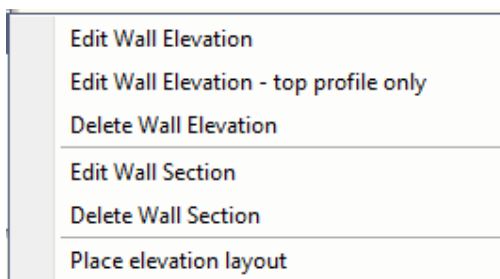 Edit Wall Elevation
Edit Wall Elevation - top profile only
Delete Wall Elevation
Edit Wall Section
Delete Wall Section
Place elevation layout